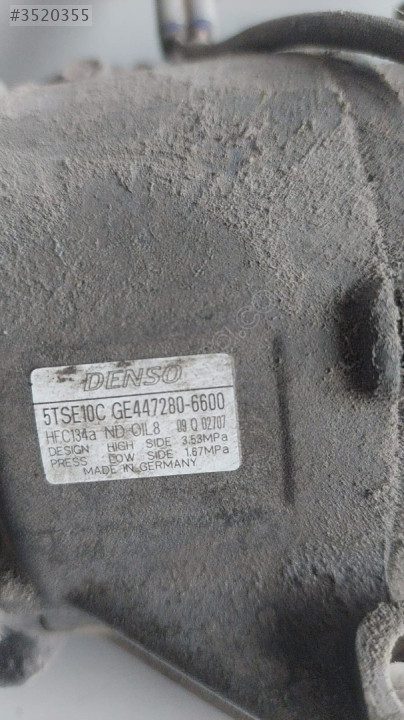 #3520355
DENSO
5TSE10C GE447280-6600
HFC134a ND OIL8 09 Q 02707
DESIGN HIGH SIDE 3.53MPa
PRESS LOW SIDE 1.67MPa
MADE IN GERMANY